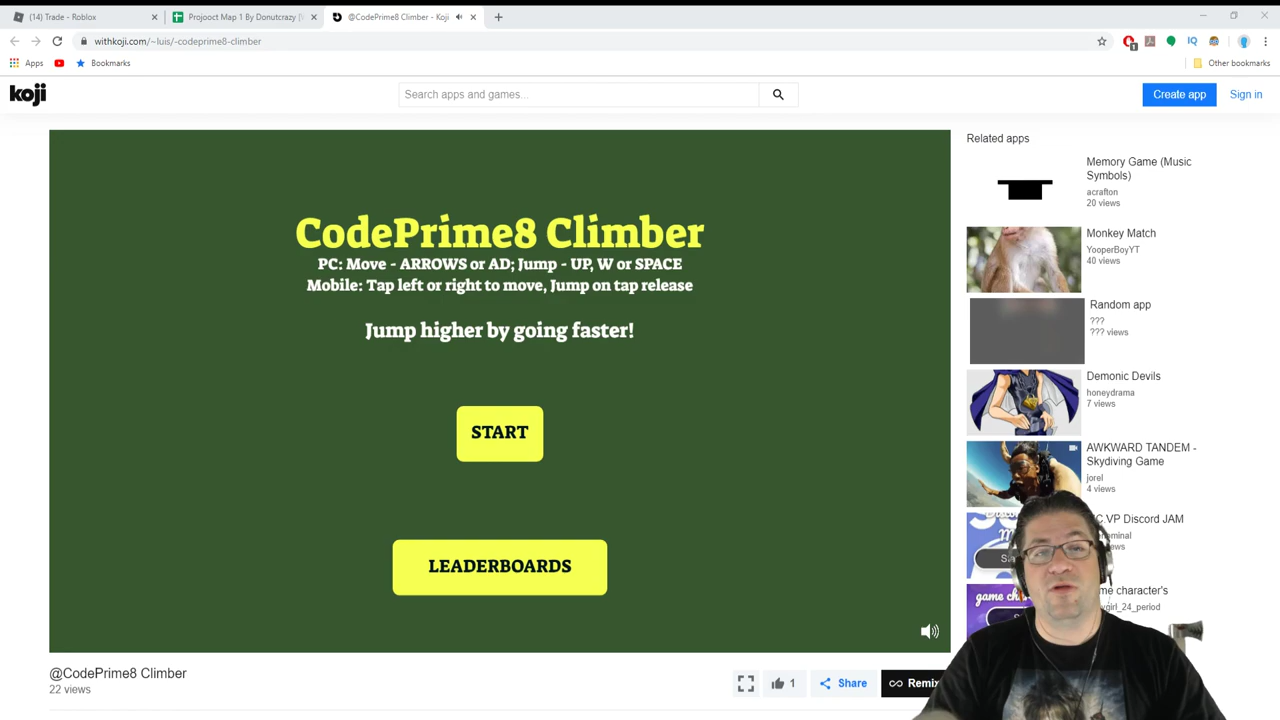 (14) Trade - Roblox
Projooct Map 1 By Donutcrazy
@CodePrime8 Climber - Koji
withkoji.com/~luis/-codeprime8-climber
1
IQ
Apps
Bookmarks
Other bookmarks
koji
Search apps and games...
Create app
Sign in
CodePrime8 Climber
PC: Move - ARROWS or AD; Jump - UP, W or SPACE
Mobile: Tap left or right to move, Jump on tap release
Jump higher by going faster!
START
LEADERBOARDS
@CodePrime8 Climber
22 views
1
Share
Remix
Related apps
Memory Game (Music
Symbols)
acrafton
20 views
Monkey Match
YooperBoyYT
40 views
Random app
???
??? views
Demonic Devils
honeydrama
7 views
AWKWARD TANDEM -
Skydiving Game
jorel
4 views
VP Discord JAM
game character's